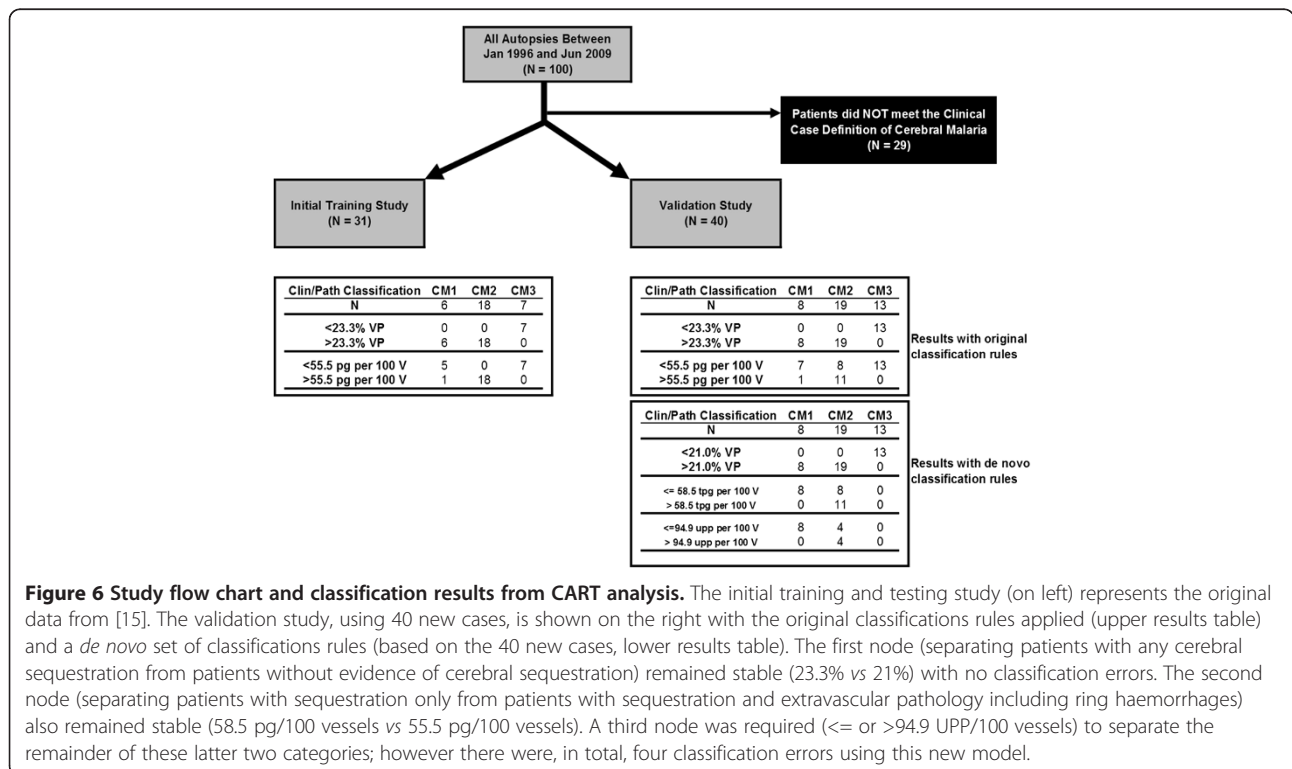 All Autopsies Between
Jan 1996 and Jun 2009
(N = 100)
Patients did NOT meet the Clinical
Case Definition of Cerebral Malaria
(N = 29)
Initial Training Study
(N = 31)
Validation Study
(N = 40)
Clin/Path Classification CM1 CM2 CM3
N 6 18 7
<23.3% VP 0 0 7
>23.3% VP 6 18 0
<55.5 pg per 100 V 5 0 7
>55.5 pg per 100 V 1 18 0
Clin/Path Classification CM1 CM2 CM3
N 8 19 13
<23.3% VP 0 0 13
>23.3% VP 8 19 0
<55.5 pg per 100 V 7 8 13
>55.5 pg per 100 V 1 11 0
Results with original
classification rules
Clin/Path Classification CM1 CM2 CM3
N 8 19 13
<21.0% VP 0 0 13
>21.0% VP 8 19 0
<= 58.5 tpg per 100 V 8 8 0
> 58.5 tpg per 100 V 0 11 0
<=94.9 upp per 100 V 8 4 0
> 94.9 upp per 100 V 0 4 0
Results with de novo
classification rules
Figure 6 Study flow chart and classification results from CART analysis. The initial training and testing study (on left) represents the original
data from [15]. The validation study, using 40 new cases, is shown on the right with the original classifications rules applied (upper results table)
and a de novo set of classifications rules (based on the 40 new cases, lower results table). The first node (separating patients with any cerebral
sequestration from patients without evidence of cerebral sequestration) remained stable (23.3% vs 21%) with no classification errors. The second
node (separating patients with sequestration only from patients with sequestration and extravascular pathology including ring haemorrhages)
also remained stable (58.5 pg/100 vessels vs 55.5 pg/100 vessels). A third node was required (<= or >94.9 UPP/100 vessels) to separate the
remainder of these latter two categories; however there were, in total, four classification errors using this new model.